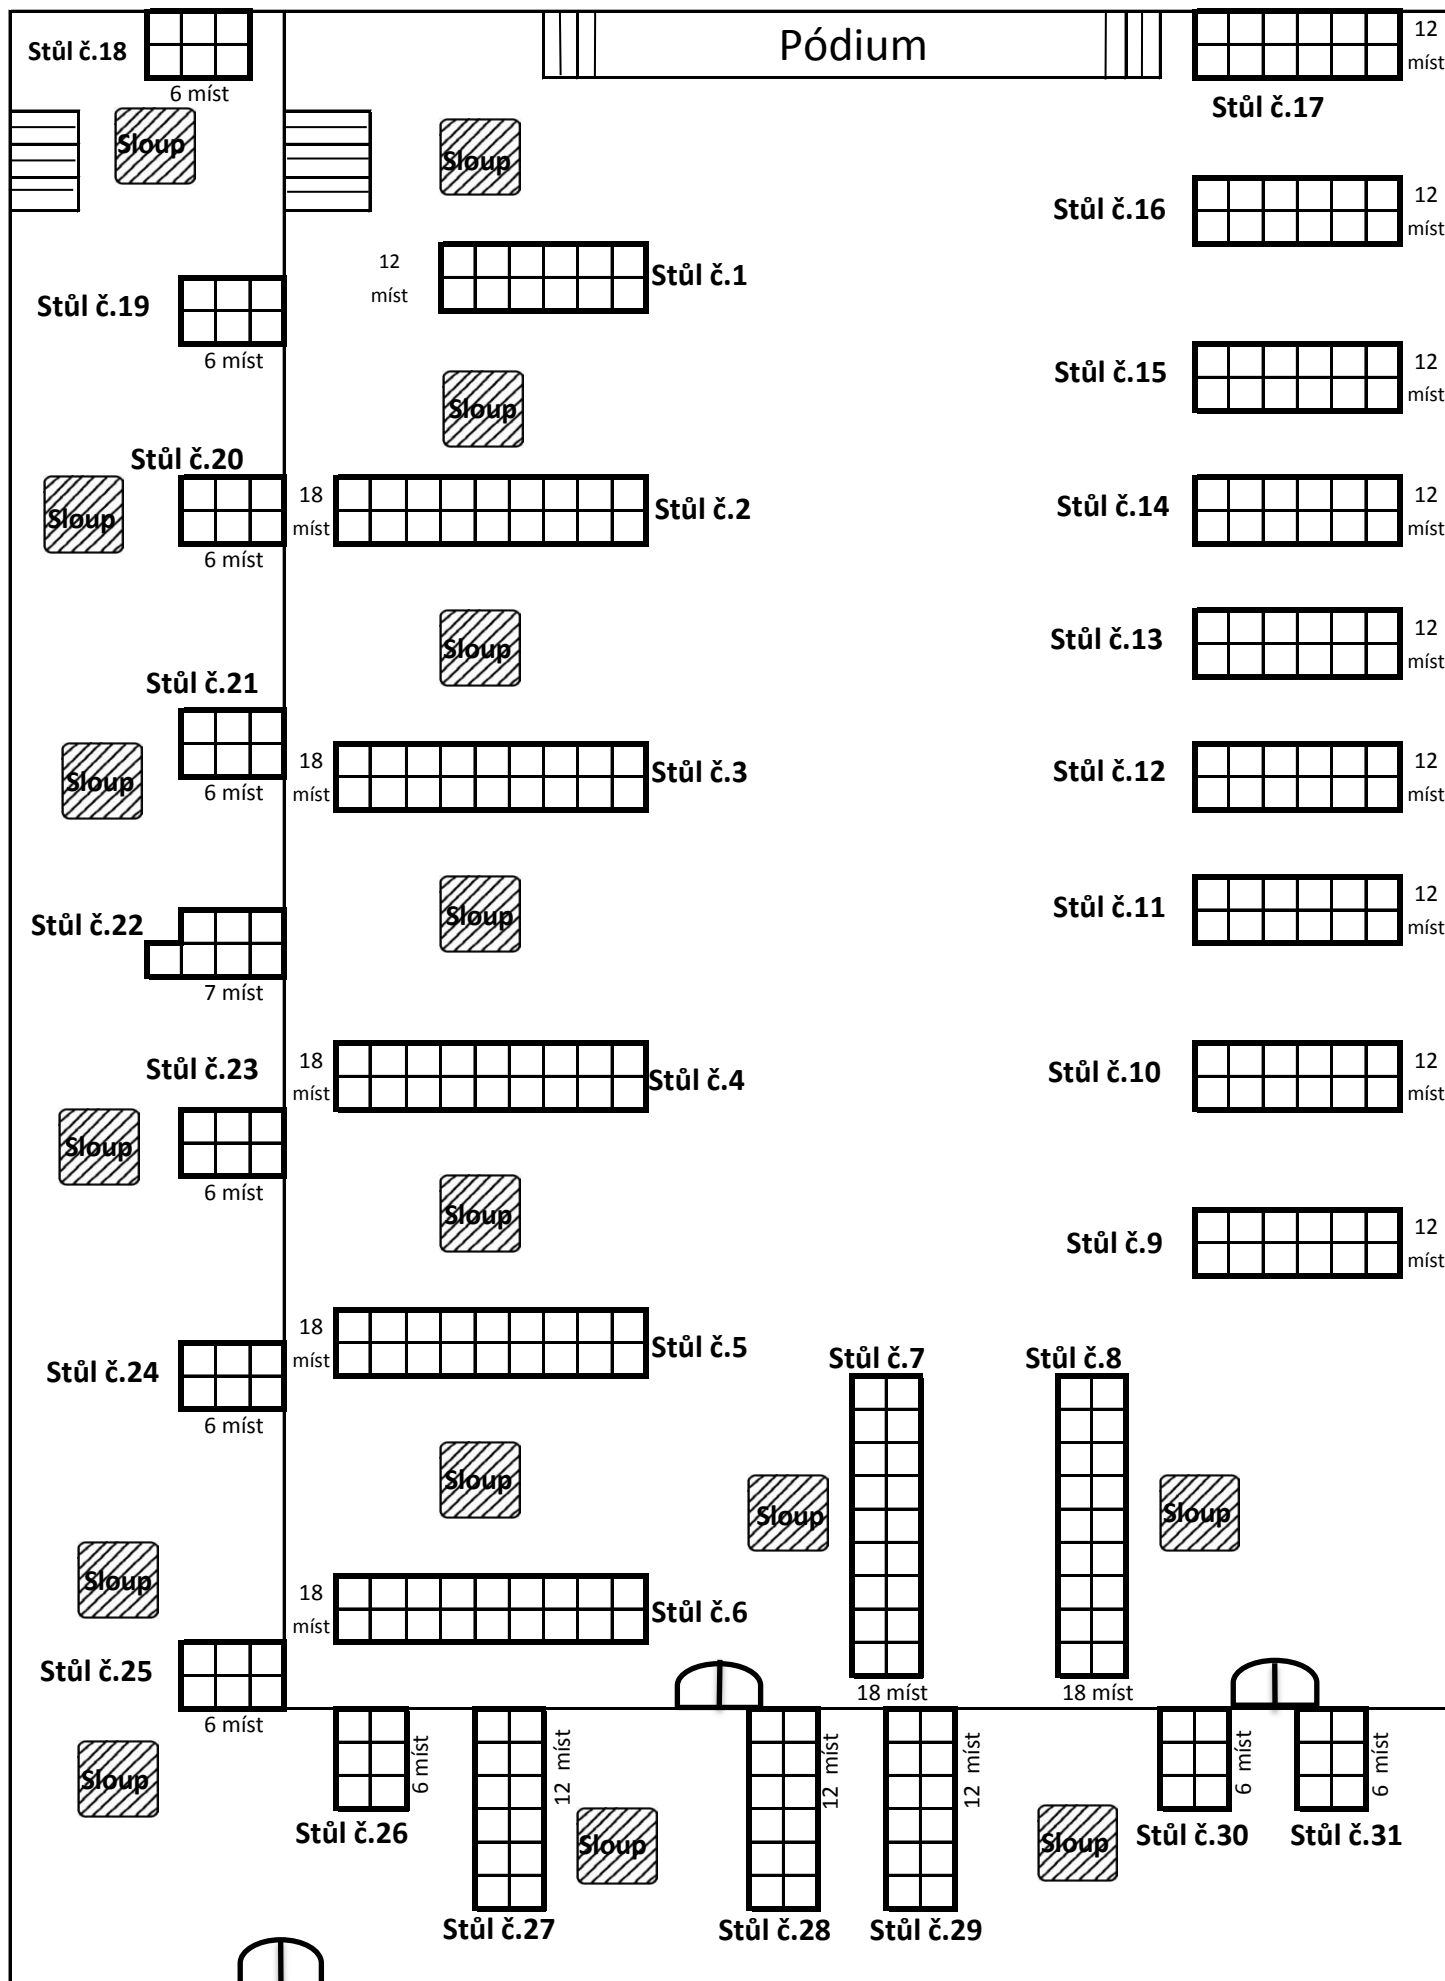 Pódium
Stůl č.18
6 míst
12
míst
Stůl č.17
Sloup
Sloup
Stůl č.16
12
míst
12
míst
Stůl č.1
Stůl č.19
6 míst
Stůl č.15
12
míst
Sloup
Stůl č.20
Sloup
6 míst
18
míst
Stůl č.2
Stůl č.14
12
míst
Sloup
Stůl č.13
12
míst
Stůl č.21
Sloup
6 míst
18
míst
Stůl č.3
Stůl č.12
12
míst
Sloup
Stůl č.11
12
míst
Stůl č.22
7 míst
Stůl č.23
18
míst
Stůl č.4
Stůl č.10
12
míst
Sloup
6 míst
Sloup
Stůl č.9
12
míst
18
míst
Stůl č.5
Stůl č.7
Stůl č.8
Stůl č.24
6 míst
Sloup
Sloup
Sloup
Sloup
18
míst
Stůl č.6
Stůl č.25
6 míst
18 míst
18 míst
6 míst
12 míst
12 míst
12 míst
6 míst
6 míst
Sloup
Stůl č.26
Sloup
Sloup
Stůl č.30
Stůl č.31
Stůl č.27
Stůl č.28
Stůl č.29